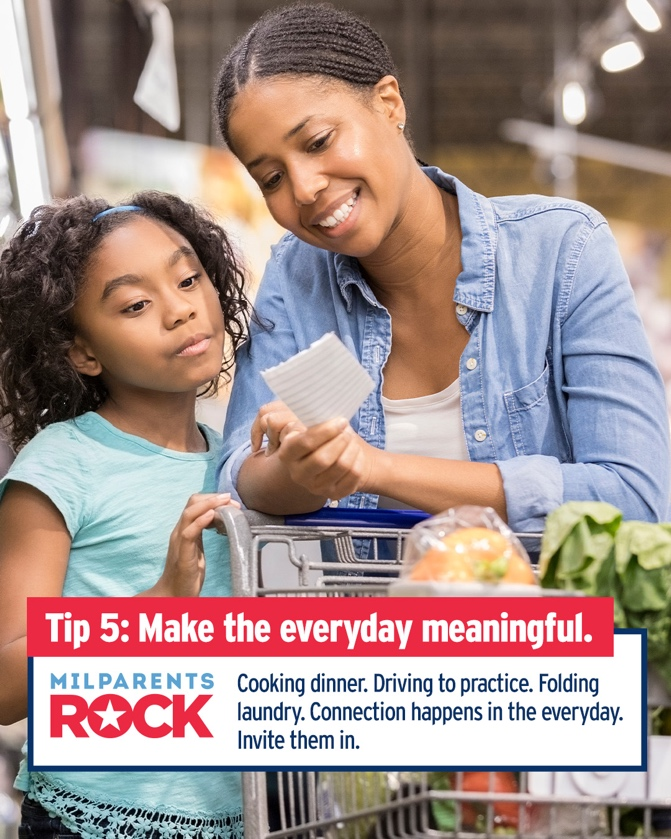 Tip 5: Make the everyday meaningful.
MILPARENTS
ROCK
Cooking dinner. Driving to practice. Folding
laundry. Connection happens in the everyday.
Invite them in.